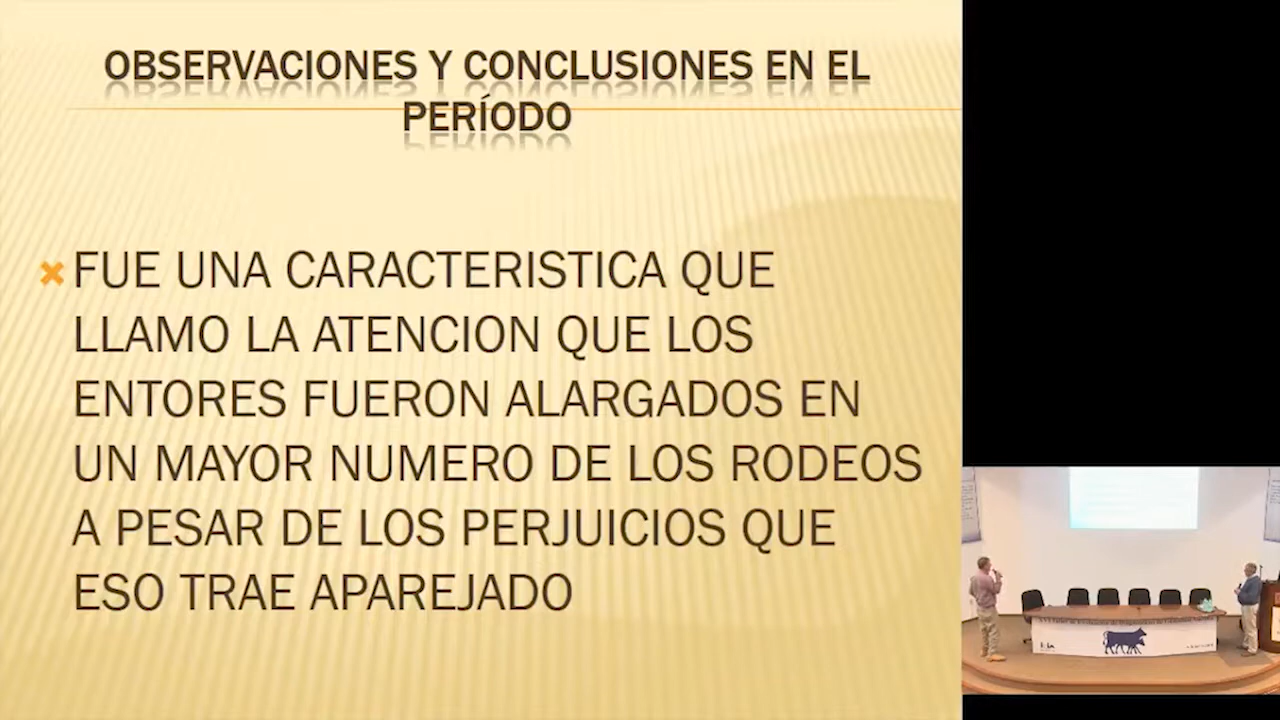 OBSERVACIONES Y CONCLUSIONES EN EL
PERÍODO
FUE UNA CARACTERISTICA QUE
LLAMO LA ATENCION QUE LOS
ENTORES FUERON ALARGADOS EN
UN MAYOR NUMERO DE LOS RODEOS
A PESAR DE LOS PERJUICIOS QUE
ESO TRAE APAREJADO